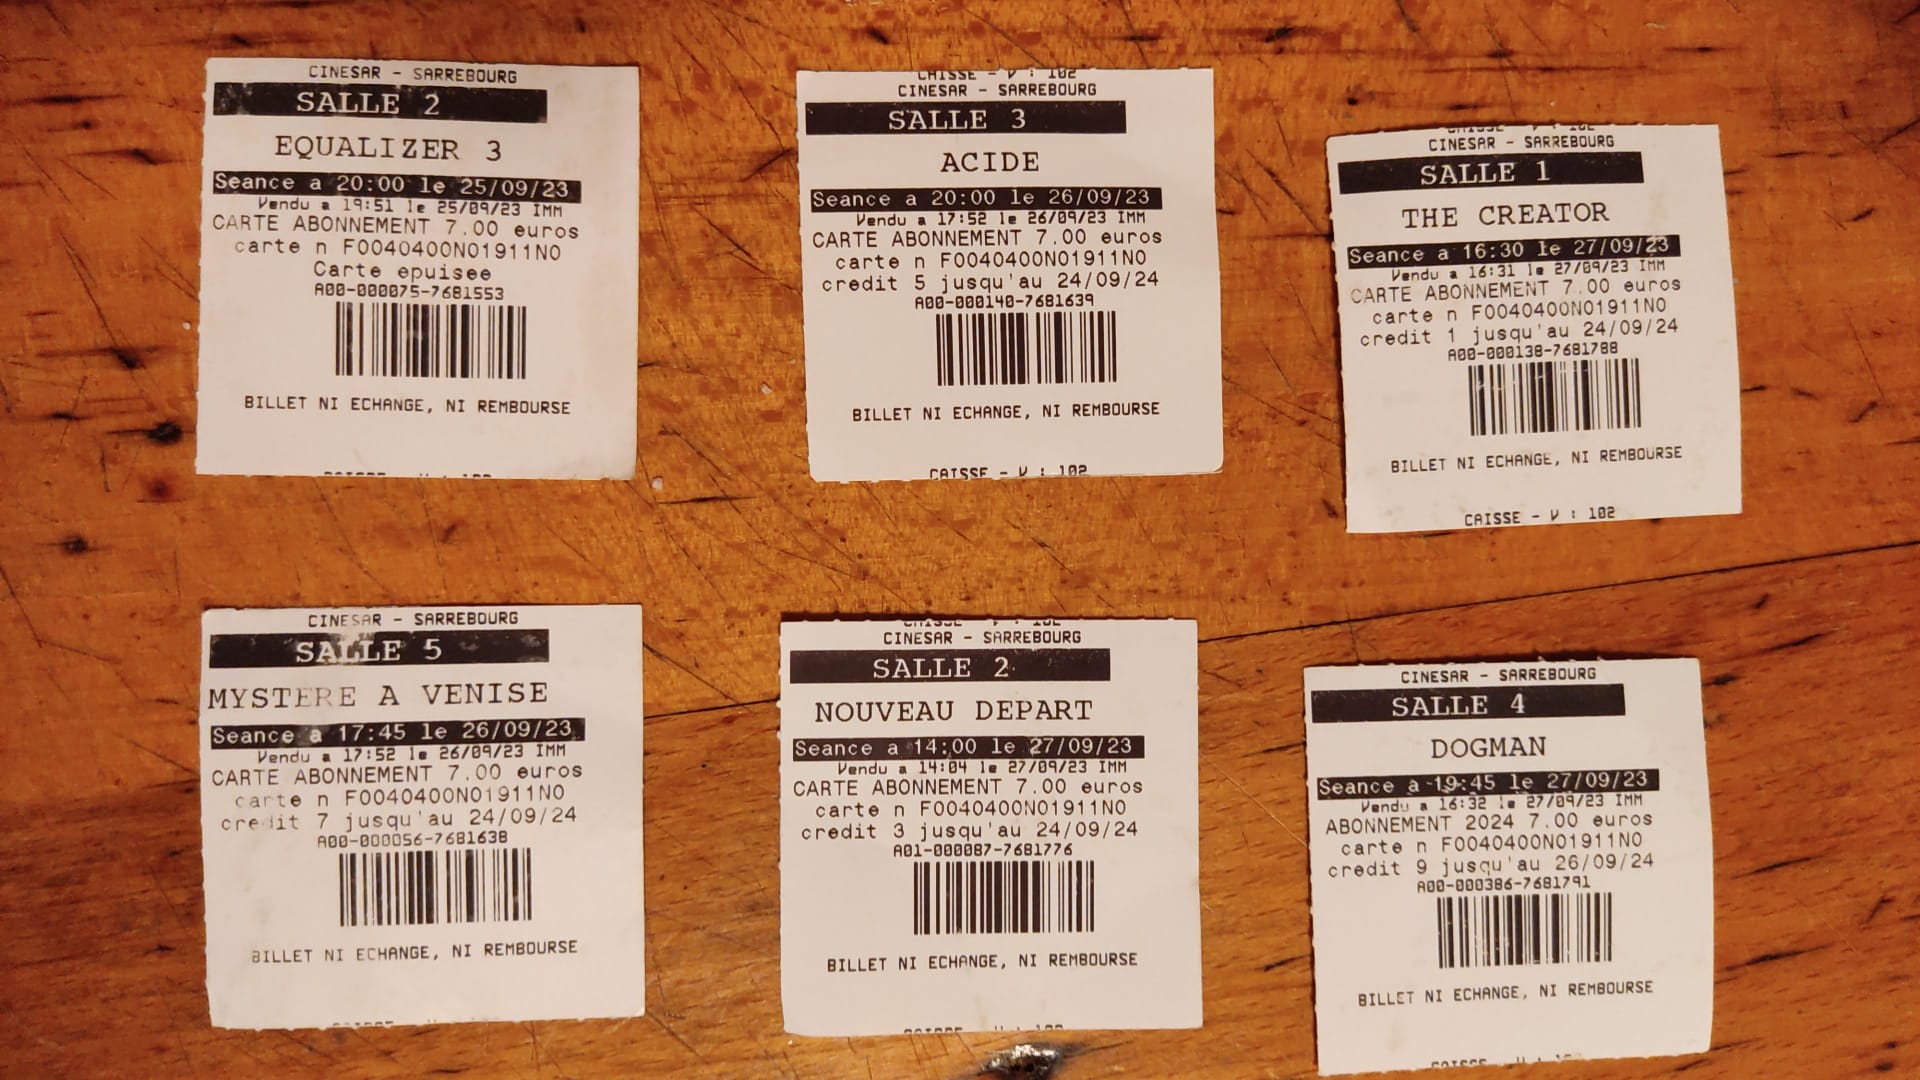 CINESAR - SARREBOURG
SALLE 2
EQUALIZER 3
Seance a 20:00 le 25/09/23
Vendu a 19:51 le 25/09/23 IMM
CARTE ABONNEMENT 7.00 euros
carte n F0040400N01911N0
Carte epuisee
A00-000075-7681553
BILLET NI ECHANGE, NI REMBOURSE
CAISSE - V : 102
CINESAR - SARREBOURG
SALLE 3
ACIDE
Seance a 20:00 le 26/09/23
Vendu a 17:52 le 26/09/23 IMM
CARTE ABONNEMENT 7.00 euros
carte n F0040400N01911N0
credit 5 jusqu'au 24/09/24
A00-000140-7681639
BILLET NI ECHANGE, NI REMBOURSE
CAISSE - V : 102
CINESAR - SARREBOURG
SALLE 1
THE CREATOR
Seance a 16:30 le 27/09/23
Vendu a 16:31 le 27/09/23 IMM
CARTE ABONNEMENT 7.00 euros
carte n F0040400N01911N0
credit 1 jusqu'au 24/09/24
A00-000138-7681788
BILLET NI ECHANGE, NI REMBOURSE
CAISSE - V : 102
CINESAR - SARREBOURG
SALLE 5
MYSTERE A VENISE
Seance a 17:45 le 26/09/23
Vendu a 17:52 le 26/09/23 IMM
CARTE ABONNEMENT 7.00 euros
carte n F0040400N01911N0
credit 7 jusqu'au 24/09/24
A00-000056-7681638
BILLET NI ECHANGE, NI REMBOURSE
CINESAR - SARREBOURG
SALLE 2
NOUVEAU DEPART
Seance a 14:00 le 27/09/23
Vendu a 14:04 le 27/09/23 IMM
CARTE ABONNEMENT 7.00 euros
carte n F0040400N01911N0
credit 3 jusqu'au 24/09/24
A01-000087-7681776
BILLET NI ECHANGE, NI REMBOURSE
CINESAR - SARREBOURG
SALLE 4
DOGMAN
Seance a 19:45 le 27/09/23
Vendu a 16:32 le 27/09/23 IMM
ABONNEMENT 2024 7.00 euros
carte n F0040400N01911N0
credit 9 jusqu'au 26/09/24
A00-000386-7681791
BILLET NI ECHANGE, NI REMBOURSE